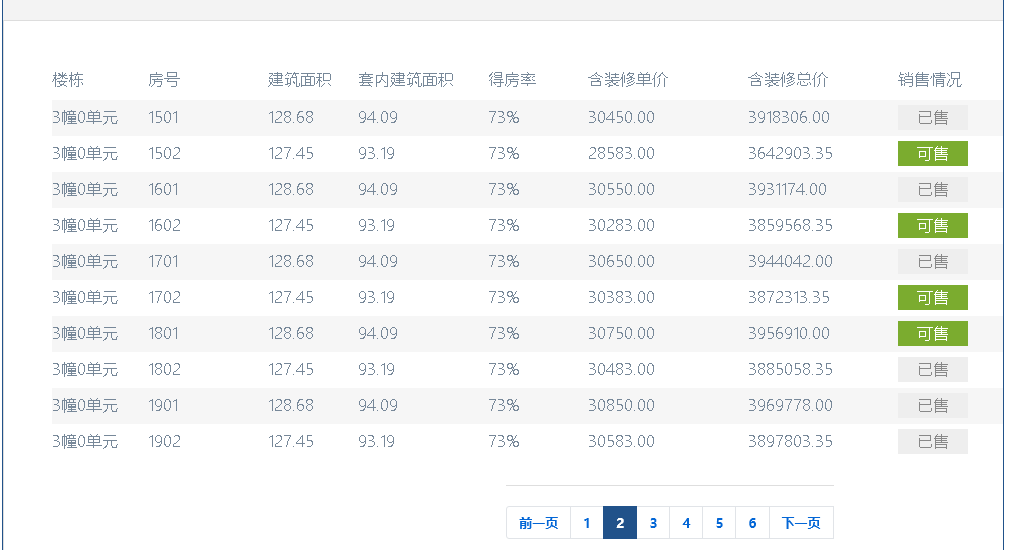 楼栋 房号 建筑面积 套内建筑面积 得房率 含装修单价 含装修总价 销售情况
3幢0单元 1501 128.68 94.09 73% 30450.00 3918306.00 已售
3幢0单元 1502 127.45 93.19 73% 28583.00 3642903.35 可售
3幢0单元 1601 128.68 94.09 73% 30550.00 3931174.00 已售
3幢0单元 1602 127.45 93.19 73% 30283.00 3859568.35 可售
3幢0单元 1701 128.68 94.09 73% 30650.00 3944042.00 已售
3幢0单元 1702 127.45 93.19 73% 30383.00 3872313.35 可售
3幢0单元 1801 128.68 94.09 73% 30750.00 3956910.00 可售
3幢0单元 1802 127.45 93.19 73% 30483.00 3885058.35 已售
3幢0单元 1901 128.68 94.09 73% 30850.00 3969778.00 已售
3幢0单元 1902 127.45 93.19 73% 30583.00 3897803.35 已售
前一页 1 2 3 4 5 6 下一页